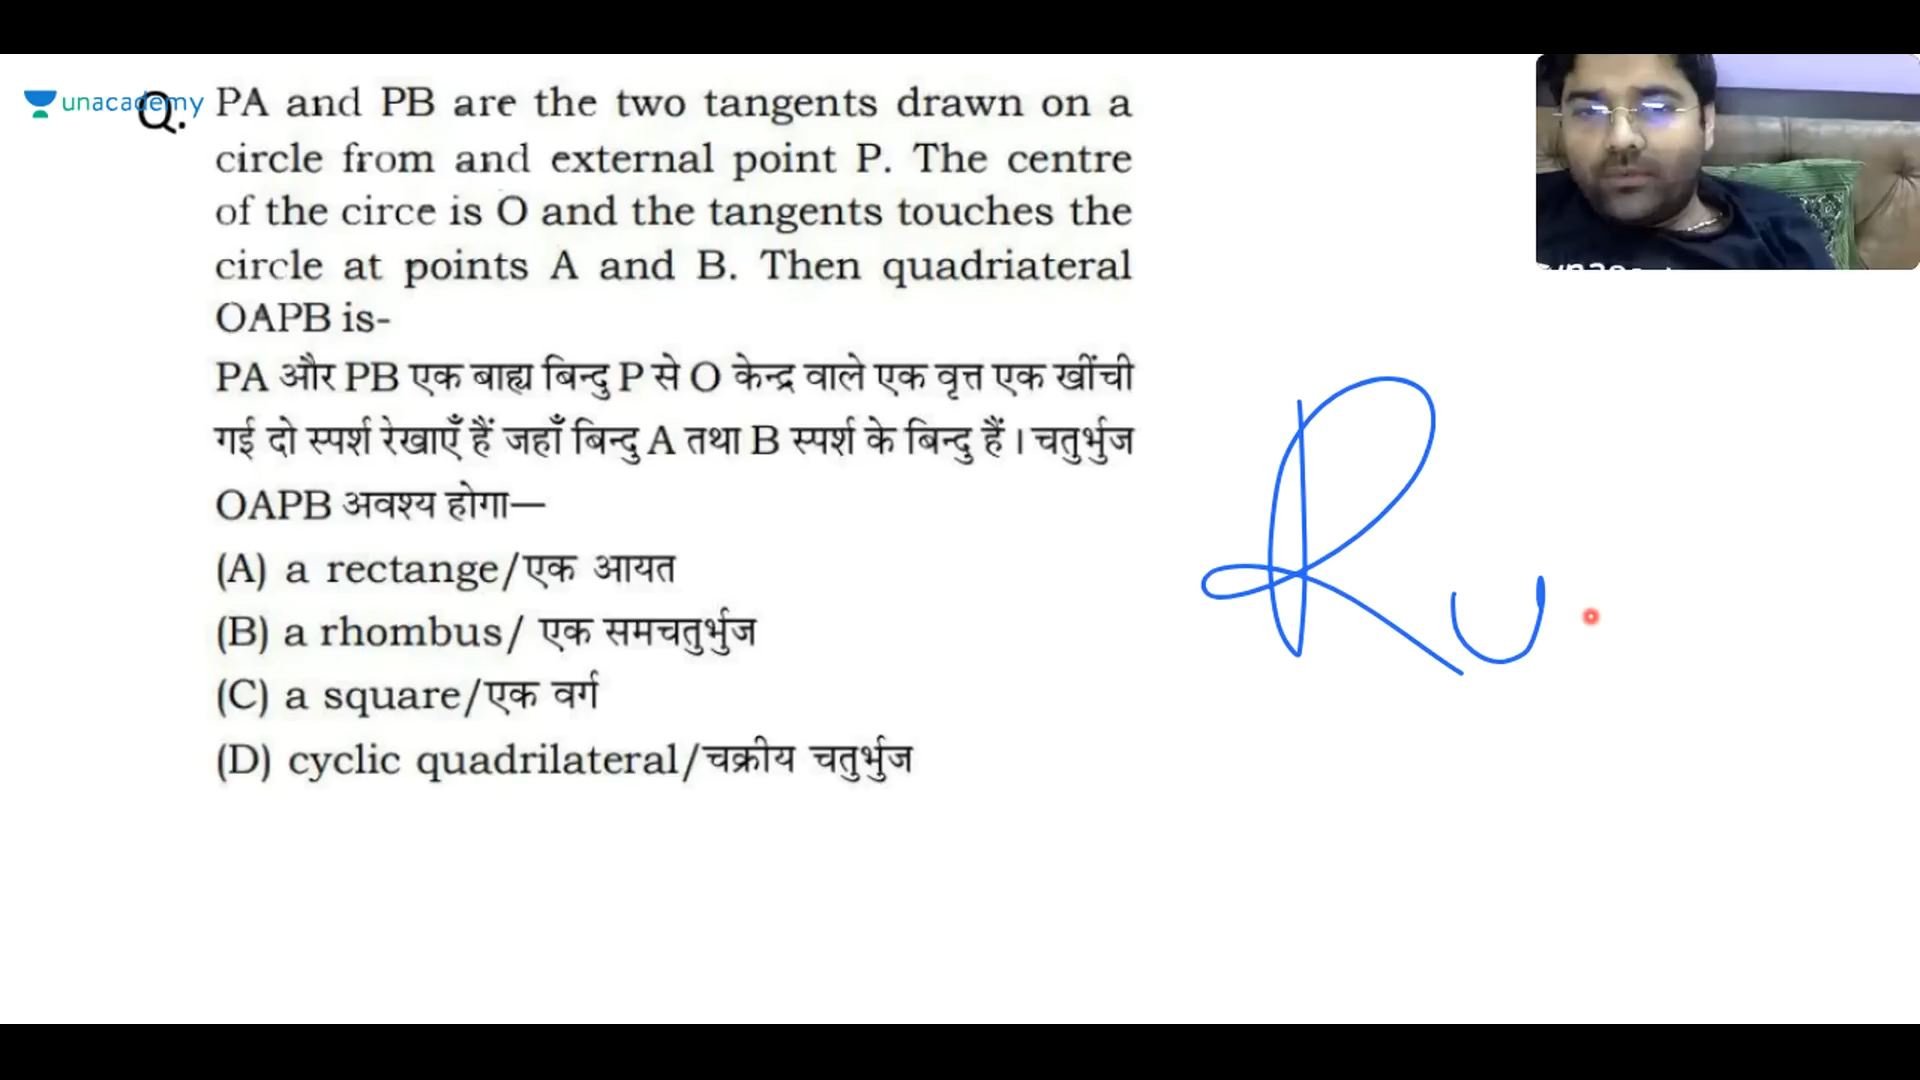 unacademy
Q. PA and PB are the two tangents drawn on a
circle from and external point P. The centre
of the circe is O and the tangents touches the
circle at points A and B. Then quadriateral
OAPB is-
PA और PB एक बाह्य बिन्दु P से O केन्द्र वाले एक वृत्त एक खींची
गई दो स्पर्श रेखाएँ हैं जहाँ बिन्दु A तथा B स्पर्श के बिन्दु हैं। चतुर्भुज
OAPB अवश्य होगा—
(A) a rectange/एक आयत
(B) a rhombus/ एक समचतुर्भुज
(C) a square/एक वर्ग
(D) cyclic quadrilateral/चक्रीय चतुर्भुज
Ru